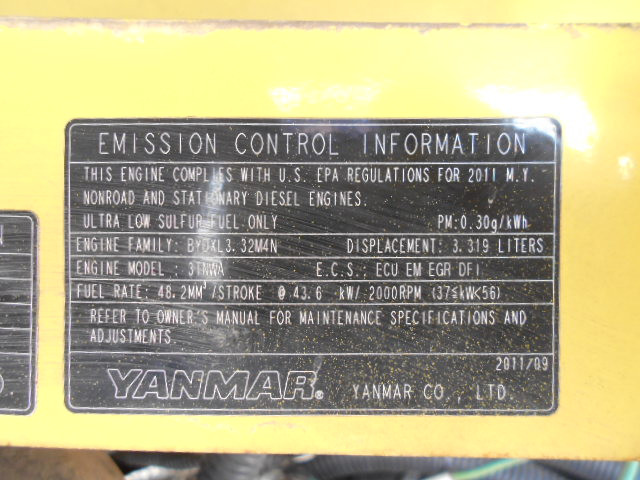 EMISSION CONTROL INFORMATION
THIS ENGINE COMPLIES WITH U.S. EPA REGULATIONS FOR 2011 M.Y.
NONROAD AND STATIONARY DIESEL ENGINES.
ULTRA LOW SULFUR FUEL ONLY PM:0.30g/kWh
ENGINE FAMILY: BYDXL3.32M4N DISPLACEMENT: 3.319 LITERS
ENGINE MODEL : 3TNWA E.C.S.: ECU EM EGR DFI
FUEL RATE: 48.2MM³/STROKE @ 43.6 kW/ 2000RPM (37≦kW<56)
REFER TO OWNER'S MANUAL FOR MAINTENANCE SPECIFICATIONS AND
ADJUSTMENTS.
2011/09
YANMAR® YANMAR CO., LTD.